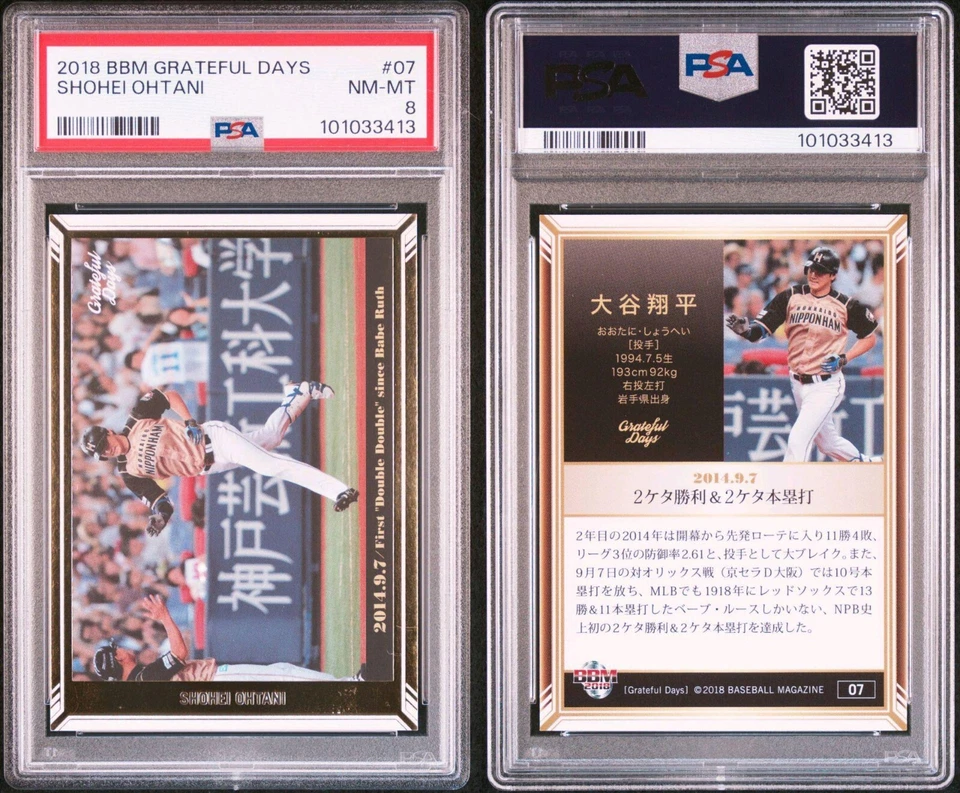 2018 BBM GRATEFUL DAYS #07
SHOHEI OHTANI NM-MT
8
PSA 101033413
Grateful
Days
11
神戸芸術工科大学
NIPPONHAM
2014.9.7/First "Double Double" since Babe Ruth
SHOHEI OHTANI
PSA
PSA
PSA
101033413
大谷翔平
おおたに・しょうへい
[投手]
1994.7.5生
193cm92kg
右投左打
岩手県出身
Grateful
Days
NIPPONHAM
戸芸術工
2014.9.7
2ケタ勝利&2ケタ本塁打
2年目の2014年は開幕から先発ローテに入り11勝4敗、
リーグ3位の防御率2.61と、投手として大ブレイク。また、
9月7日の対オリックス戦(京セラD大阪)では10号本
塁打を放ち、MLBでも1918年にレッドソックスで13
勝&11本塁打したベーブ・ルースしかいない、NPB史
上初の2ケタ勝利&2ケタ本塁打を達成した。
BBM
2018
[Grateful Days] ©2018 BASEBALL MAGAZINE 07
PSA